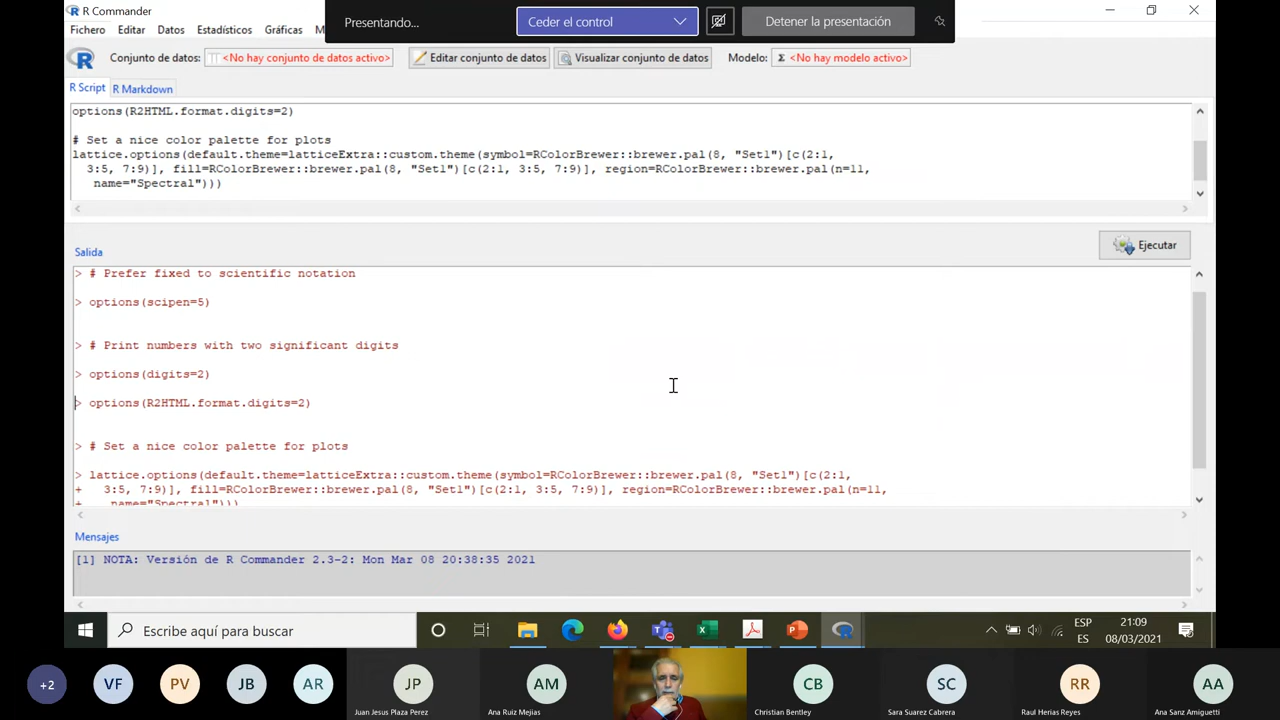 R Commander
Presentando...
Ceder el control
Detener la presentación
Fichero Editar Datos Estadísticos Gráficas M
Conjunto de datos: <No hay conjunto de datos activo> Editar conjunto de datos Visualizar conjunto de datos Modelo: Σ <No hay modelo activo>
R Script R Markdown
options(R2HTML.format.digits=2)
# Set a nice color palette for plots
lattice.options(default.theme=latticeExtra::custom.theme(symbol=RColorBrewer::brewer.pal(8, "Set1")[c(2:1,
3:5, 7:9)], fill=RColorBrewer::brewer.pal(8, "Set1")[c(2:1, 3:5, 7:9)], region=RColorBrewer::brewer.pal(n=11,
name="Spectral")))
Salida
Ejecutar
> # Prefer fixed to scientific notation
> options(scipen=5)
> # Print numbers with two significant digits
> options(digits=2)
> options(R2HTML.format.digits=2)
> # Set a nice color palette for plots
> lattice.options(default.theme=latticeExtra::custom.theme(symbol=RColorBrewer::brewer.pal(8, "Set1")[c(2:1,
+ 3:5, 7:9)], fill=RColorBrewer::brewer.pal(8, "Set1")[c(2:1, 3:5, 7:9)], region=RColorBrewer::brewer.pal(n=11,
+ name="Spectral")))
Mensajes
[1] NOTA: Versión de R Commander 2.3-2: Mon Mar 08 20:38:35 2021
Escribe aquí para buscar
ESP
ES
21:09
08/03/2021
+2 VF PV JB AR JP AM CB SC RR AA
Juan Jesus Plaza Perez Ana Ruiz Mejias Christian Bentley Sara Suarez Cabrera Raul Herias Reyes Ana Sanz Amiguetti